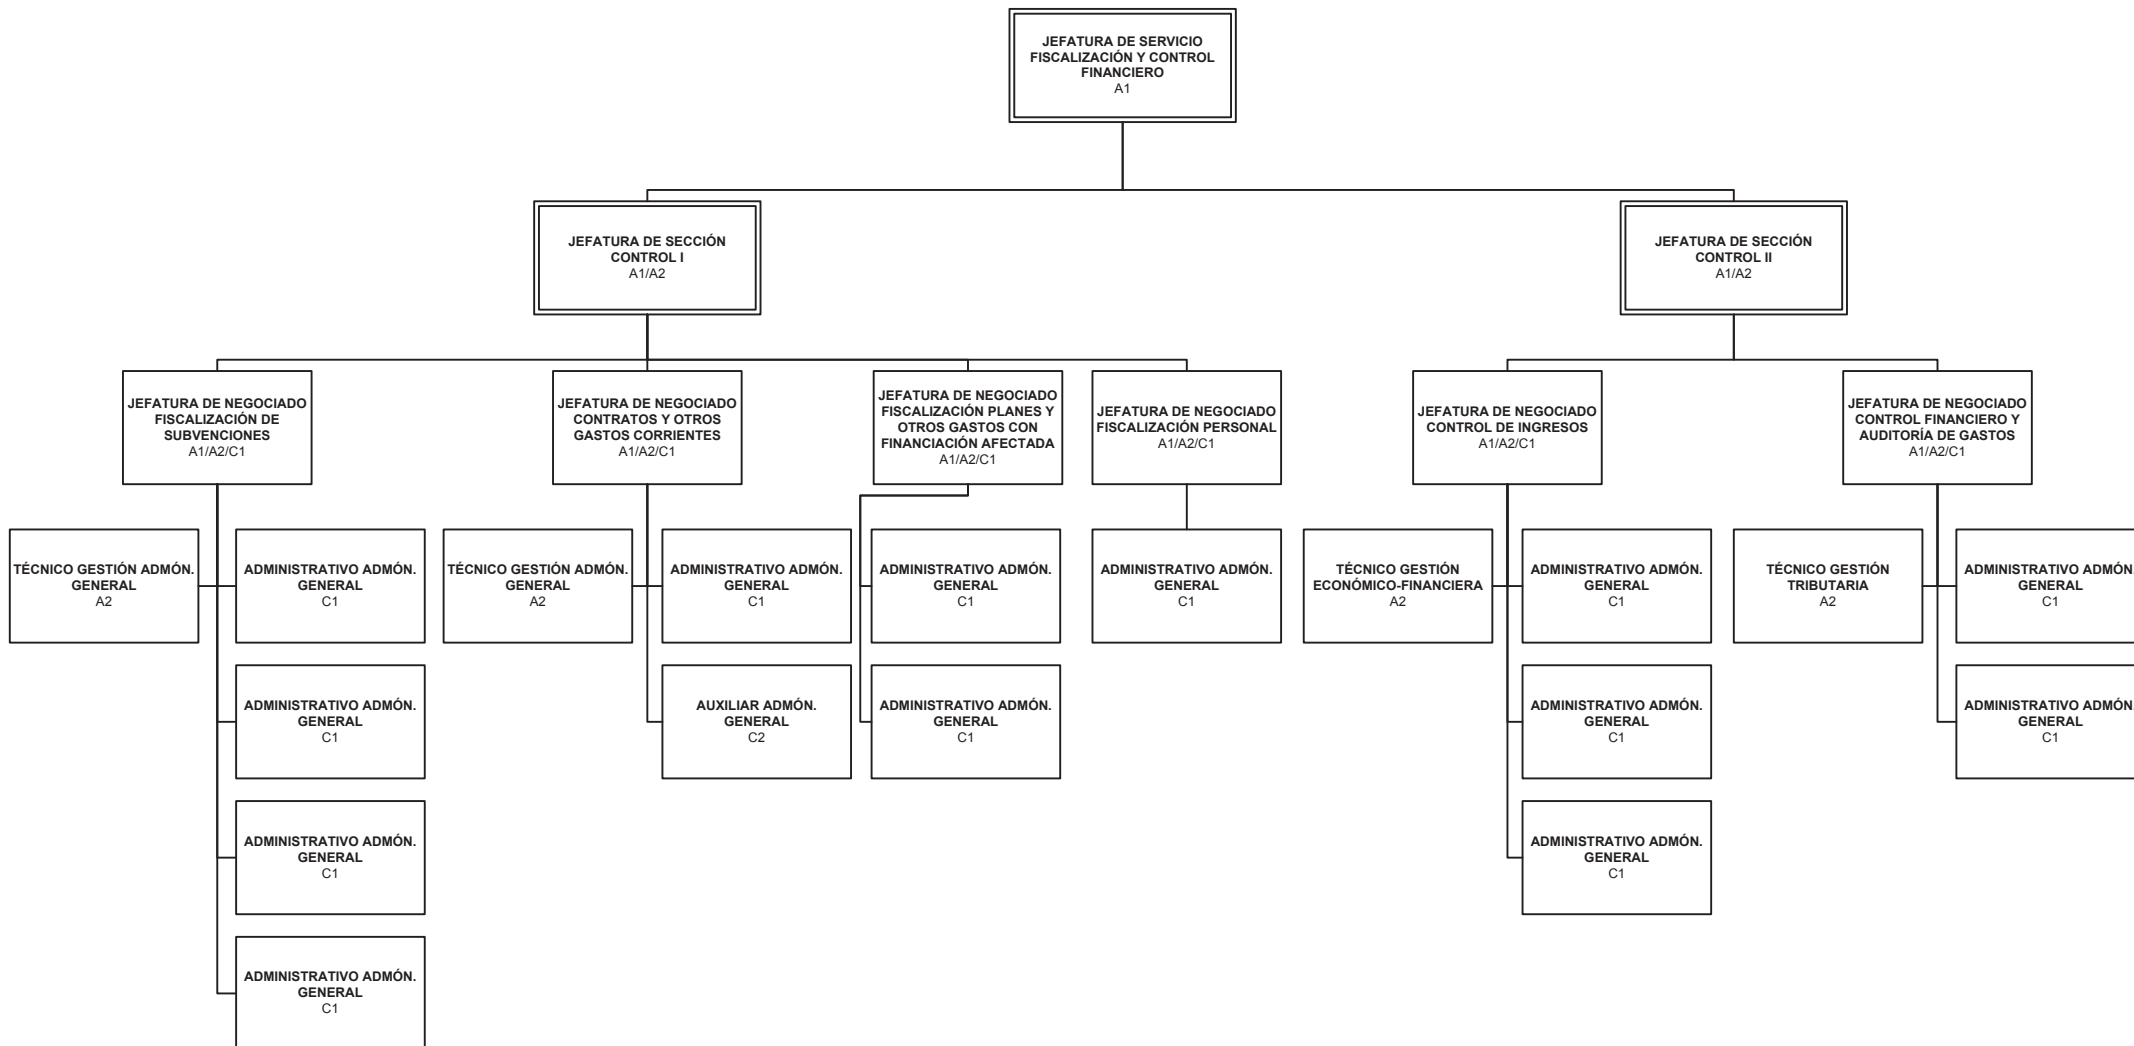 JEFATURA DE SERVICIO
FISCALIZACIÓN Y CONTROL
FINANCIERO
A1
JEFATURA DE SECCIÓN
CONTROL I
A1/A2
JEFATURA DE SECCIÓN
CONTROL II
A1/A2
JEFATURA DE NEGOCIADO
FISCALIZACIÓN DE
SUBVENCIONES
A1/A2/C1
JEFATURA DE NEGOCIADO
CONTRATOS Y OTROS
GASTOS CORRIENTES
A1/A2/C1
JEFATURA DE NEGOCIADO
FISCALIZACIÓN PLANES Y
OTROS GASTOS CON
FINANCIACIÓN AFECTADA
A1/A2/C1
JEFATURA DE NEGOCIADO
FISCALIZACIÓN PERSONAL
A1/A2/C1
JEFATURA DE NEGOCIADO
CONTROL DE INGRESOS
A1/A2/C1
JEFATURA DE NEGOCIADO
CONTROL FINANCIERO Y
AUDITORÍA DE GASTOS
A1/A2/C1
TÉCNICO GESTIÓN ADMÓN.
GENERAL
A2
ADMINISTRATIVO ADMÓN.
GENERAL
C1
TÉCNICO GESTIÓN ADMÓN.
GENERAL
A2
ADMINISTRATIVO ADMÓN.
GENERAL
C1
ADMINISTRATIVO ADMÓN.
GENERAL
C1
ADMINISTRATIVO ADMÓN.
GENERAL
C1
TÉCNICO GESTIÓN
ECONÓMICO-FINANCIERA
A2
ADMINISTRATIVO ADMÓN.
GENERAL
C1
TÉCNICO GESTIÓN
TRIBUTARIA
A2
ADMINISTRATIVO ADMÓN.
GENERAL
C1
ADMINISTRATIVO ADMÓN.
GENERAL
C1
AUXILIAR ADMÓN.
GENERAL
C2
ADMINISTRATIVO ADMÓN.
GENERAL
C1
ADMINISTRATIVO ADMÓN.
GENERAL
C1
ADMINISTRATIVO ADMÓN.
GENERAL
C1
ADMINISTRATIVO ADMÓN.
GENERAL
C1
ADMINISTRATIVO ADMÓN.
GENERAL
C1
ADMINISTRATIVO ADMÓN.
GENERAL
C1